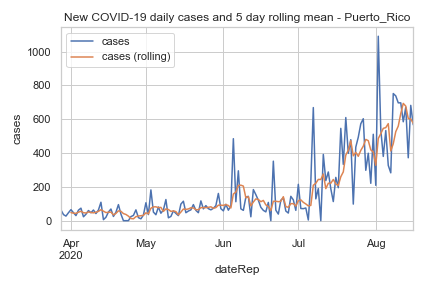 New COVID-19 daily cases and 5 day rolling mean - Puerto_Rico
cases
cases (rolling)
1000
800
600
400
200
0
cases
Apr
2020
May
Jun
Jul
Aug
dateRep